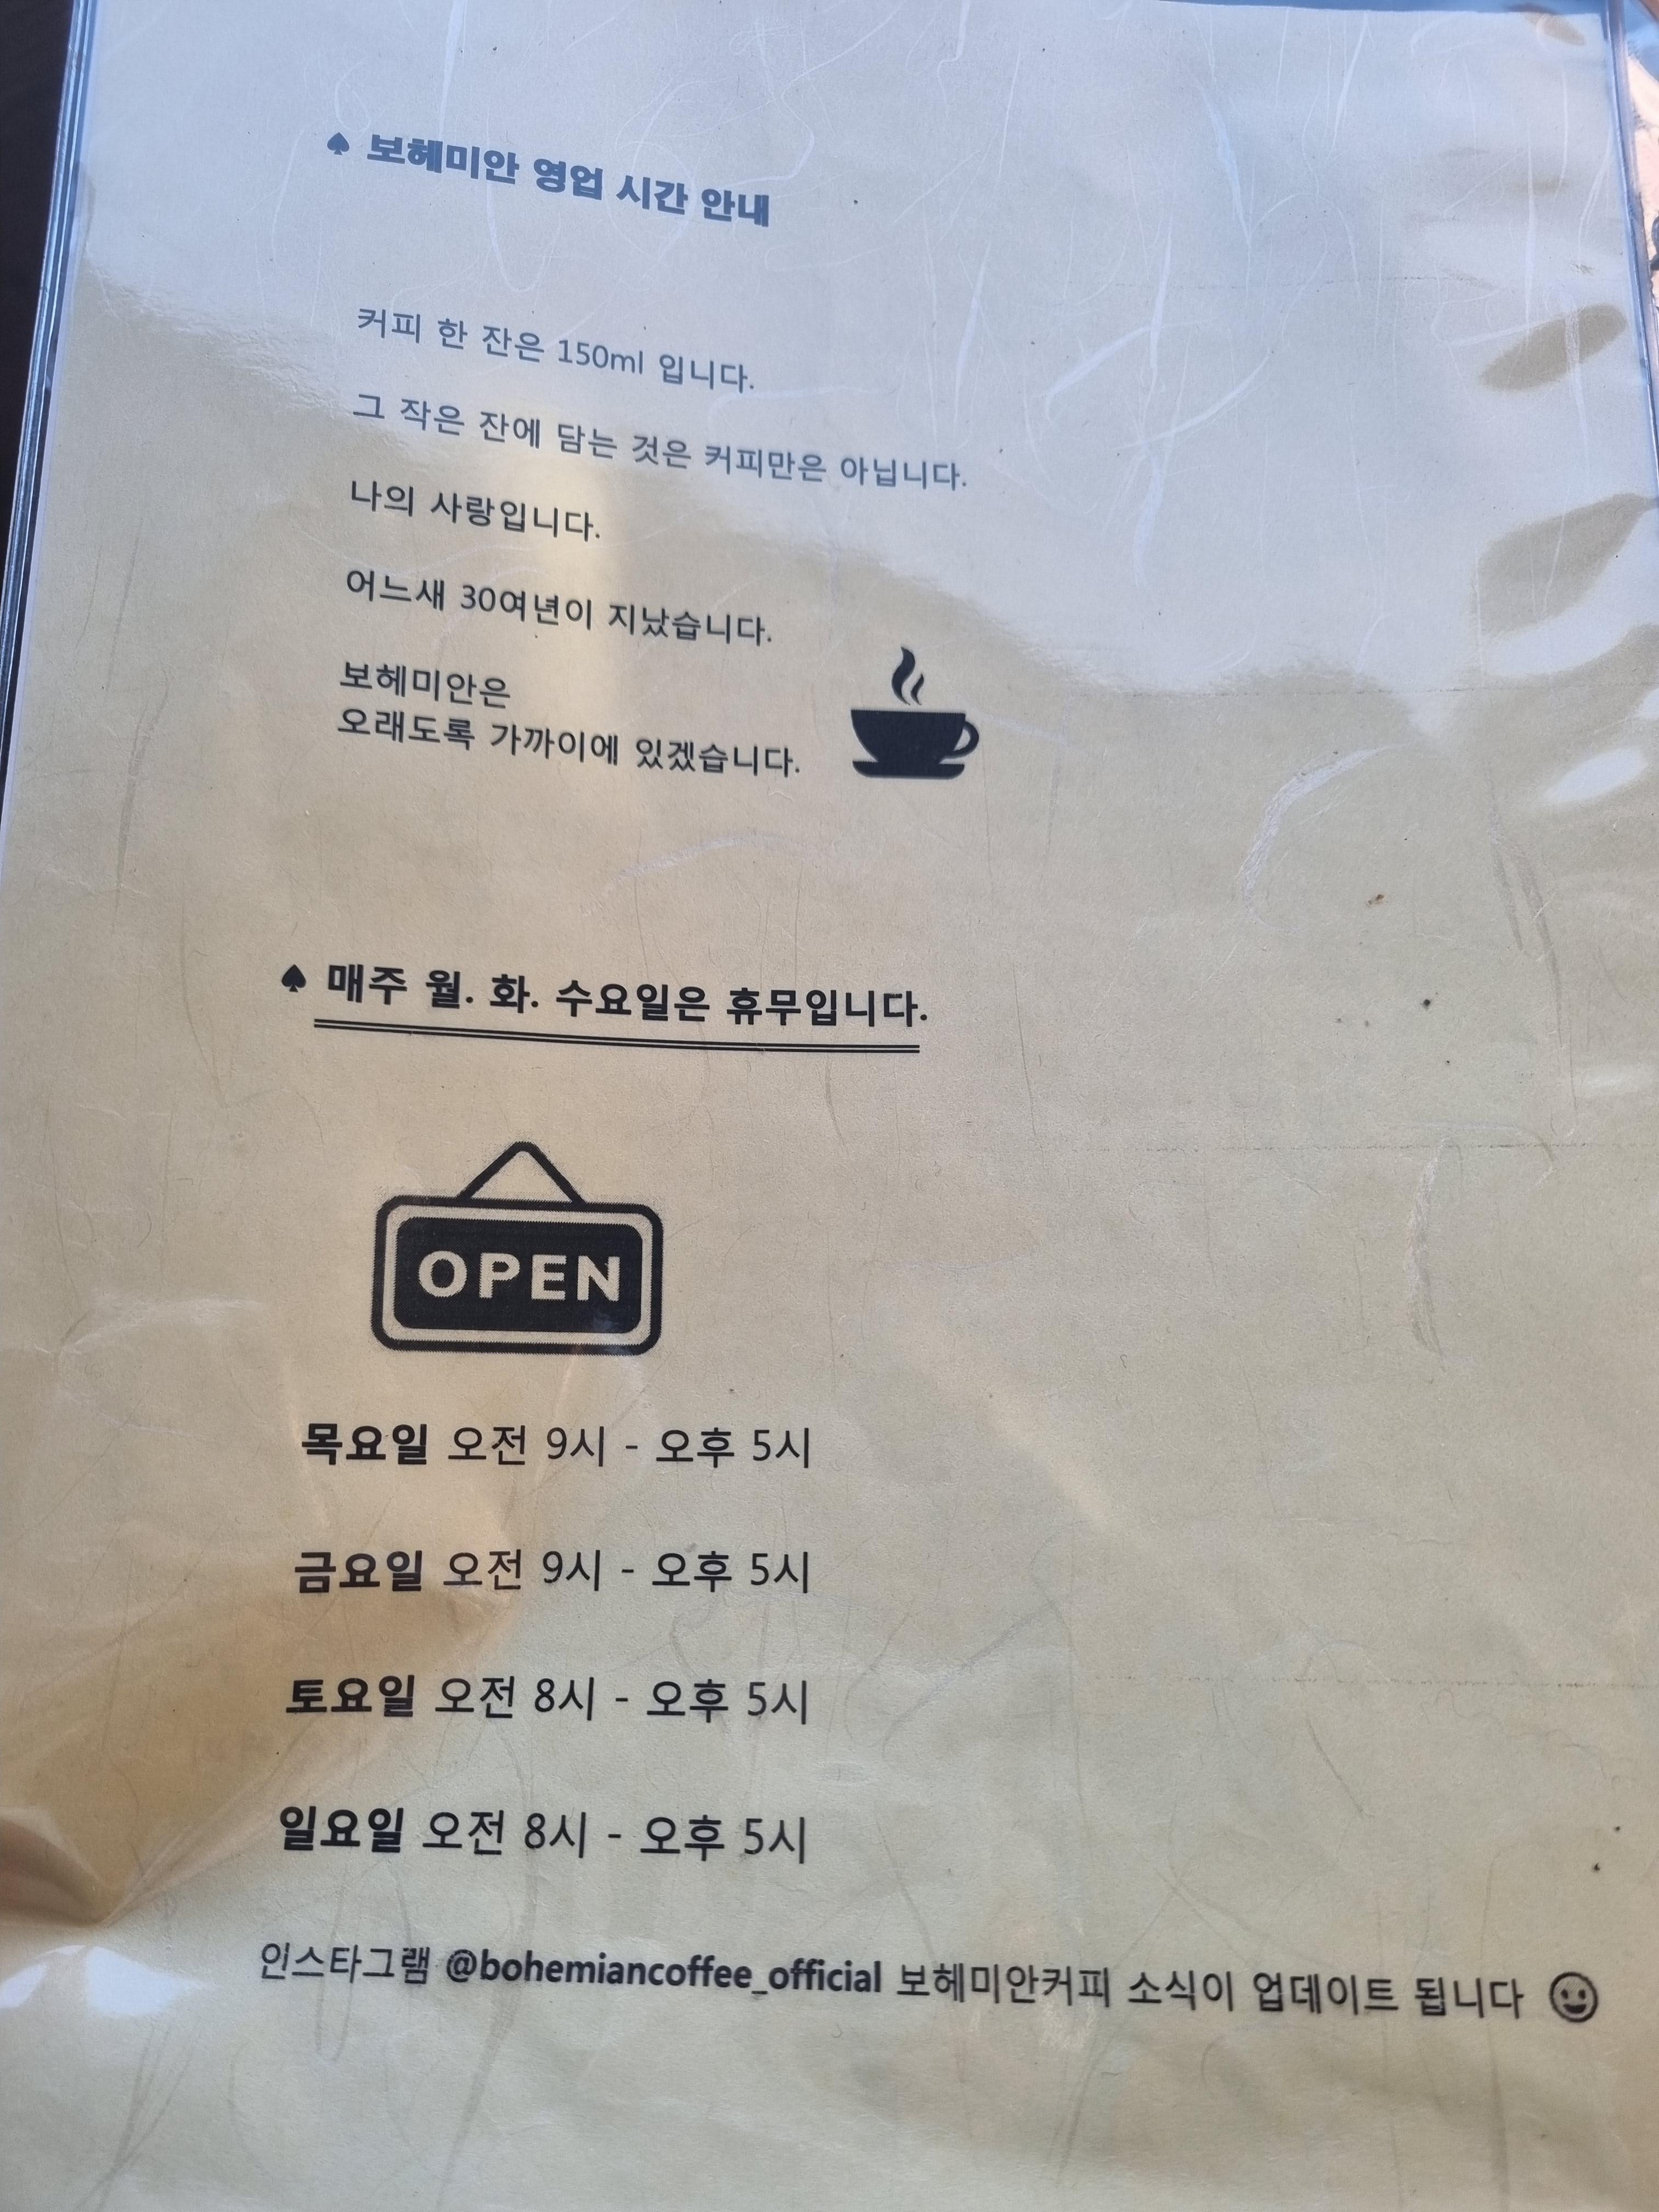 ♠ 보헤미안 영업 시간 안내
커피 한 잔은 150ml 입니다.
그 작은 잔에 담는 것은 커피만은 아닙니다.
나의 사랑입니다.
어느새 30여년이 지났습니다.
보헤미안은
오래도록 가까이에 있겠습니다.
♠ 매주 월. 화. 수요일은 휴무입니다.
OPEN
목요일 오전 9시 - 오후 5시
금요일 오전 9시 - 오후 5시
토요일 오전 8시 - 오후 5시
일요일 오전 8시 - 오후 5시
인스타그램 @bohemiancoffee_official 보헤미안커피 소식이 업데이트 됩니다 ☺